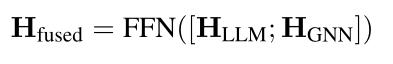 H_fused = FFN([H_LLM; H_GNN])